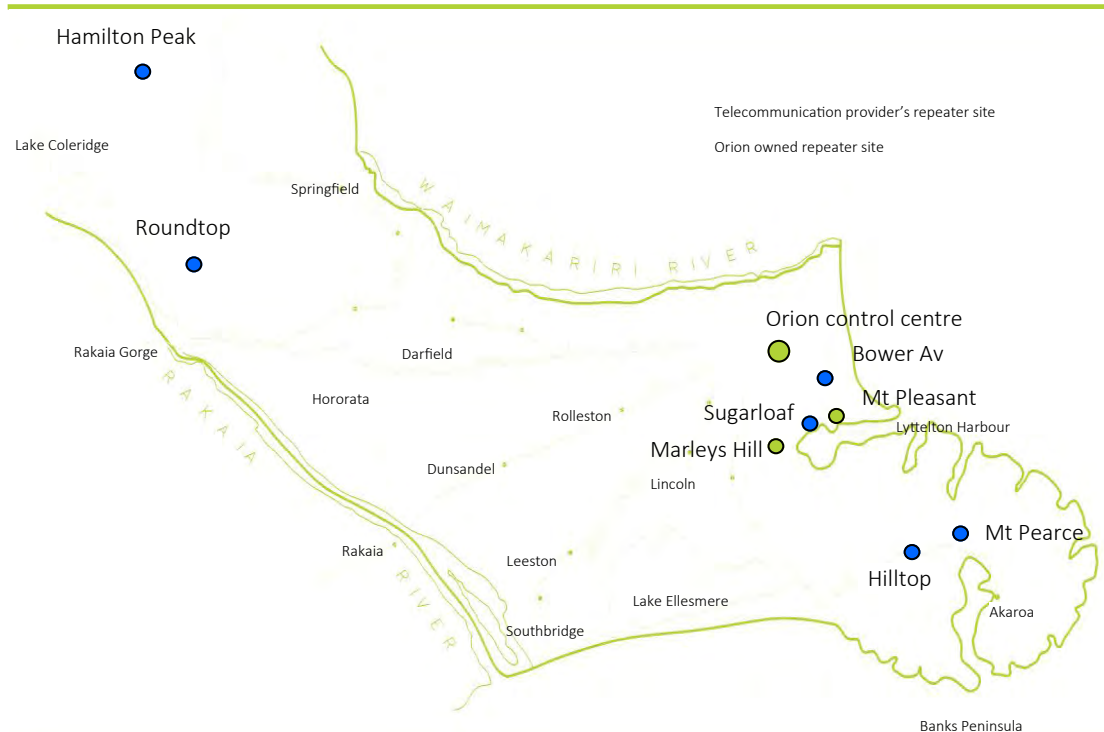 Hamilton Peak
Telecommunication provider's repeater site
Lake Coleridge
Orion owned repeater site
Springfield
WAIMAKARIRI RIVER
Roundtop
Orion control centre
Rakaia Gorge
Darfield
Bower Av
RAKAIA RIVER
Hororata
Mt Pleasant
Rolleston
Sugarloaf
Lyttelton Harbour
Marleys Hill
Dunsandel
Lincoln
Mt Pearce
Rakaia
Leeston
Hilltop
Lake Ellesmere
Akaroa
Southbridge
Banks Peninsula